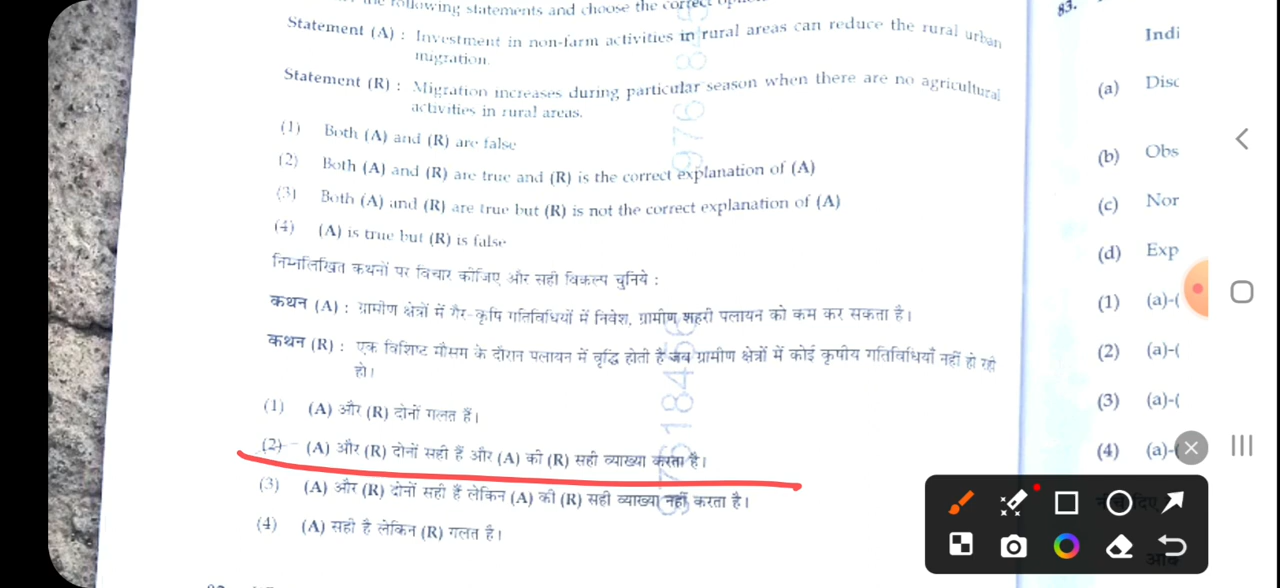 the following statements and choose the correct
83.
Statement (A) : Investment in non-farm activities in rural areas can reduce the rural urban
migration.
Statement (R) : Migration increases during particular season when there are no agricultural
activities in rural areas.
(1) Both (A) and (R) are false
(2) Both (A) and (R) are true and (R) is the correct explanation of (A)
(3) Both (A) and (R) are true but (R) is not the correct explanation of (A)
(4) (A) is true but (R) is false
निम्नलिखित कथनों पर विचार कीजिए और सही विकल्प चुनिये :
कथन (A) : ग्रामीण क्षेत्रों में गैर-कृषि गतिविधियों में निवेश, ग्रामीण शहरी पलायन को कम कर सकता है।
कथन (R) : एक विशिष्ट मौसम के दौरान पलायन में वृद्धि होती है जब ग्रामीण क्षेत्रों में कोई कृषीय गतिविधियाँ नहीं हो रही
हो।
(1) (A) और (R) दोनों गलत हैं।
(2) (A) और (R) दोनों सही हैं और (A) की (R) सही व्याख्या करता है।
(3) (A) और (R) दोनों सही हैं लेकिन (A) की (R) सही व्याख्या नहीं करता है।
(4) (A) सही है लेकिन (R) गलत है।
Indi
(a) Disc
(b) Obs
(c) Nor
(d) Exp
(1) (a)-(
(2) (a)-(
(3) (a)-(
(4) (a)-(